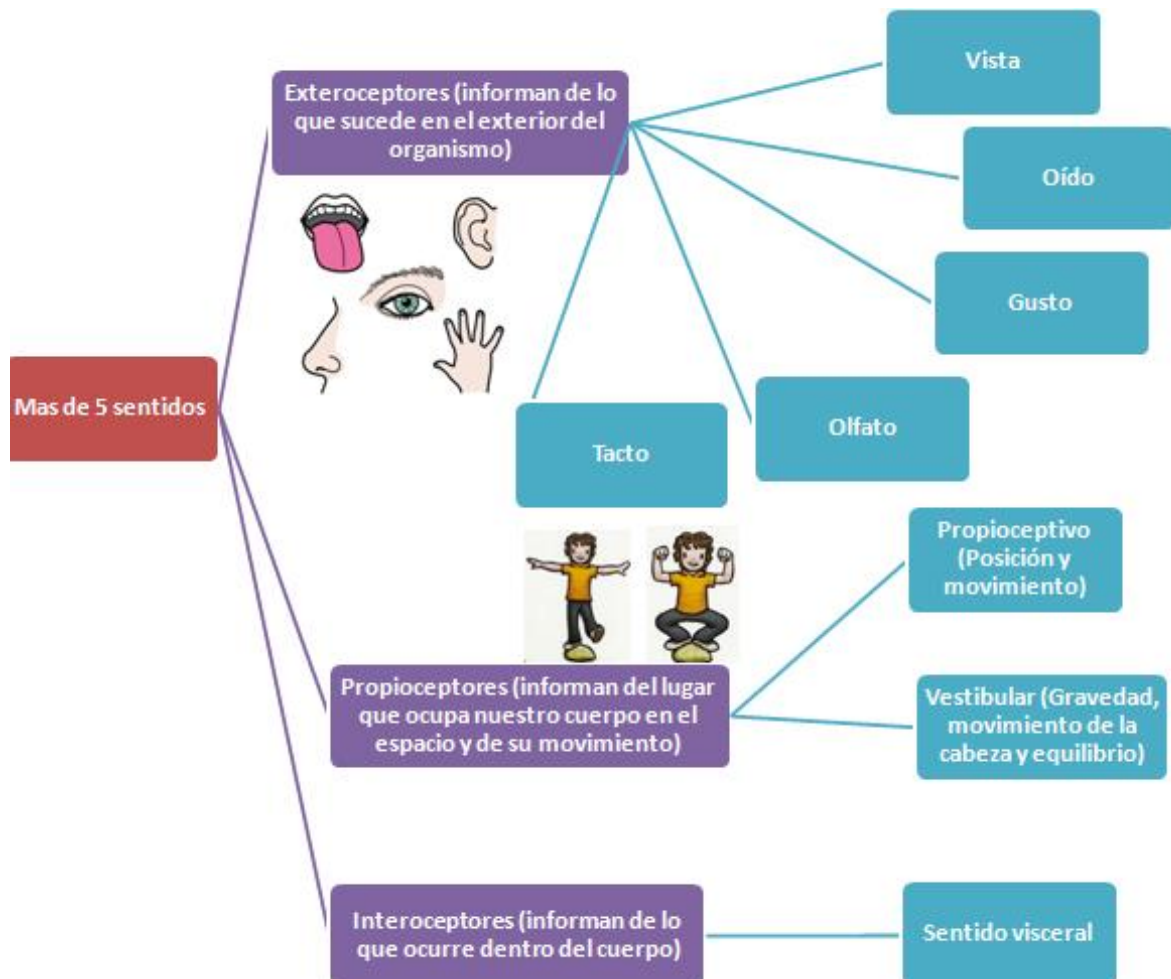 Mas de 5 sentidos
Exteroceptores (informan de lo
que sucede en el exterior del
organismo)
Vista
Oído
Gusto
Olfato
Tacto
Propioceptores (informan del lugar
que ocupa nuestro cuerpo en el
espacio y de su movimiento)
Propioceptivo
(Posición y
movimiento)
Vestibular (Gravedad,
movimiento de la
cabeza y equilibrio)
Interoceptores (informan de lo
que ocurre dentro del cuerpo)
Sentido visceral